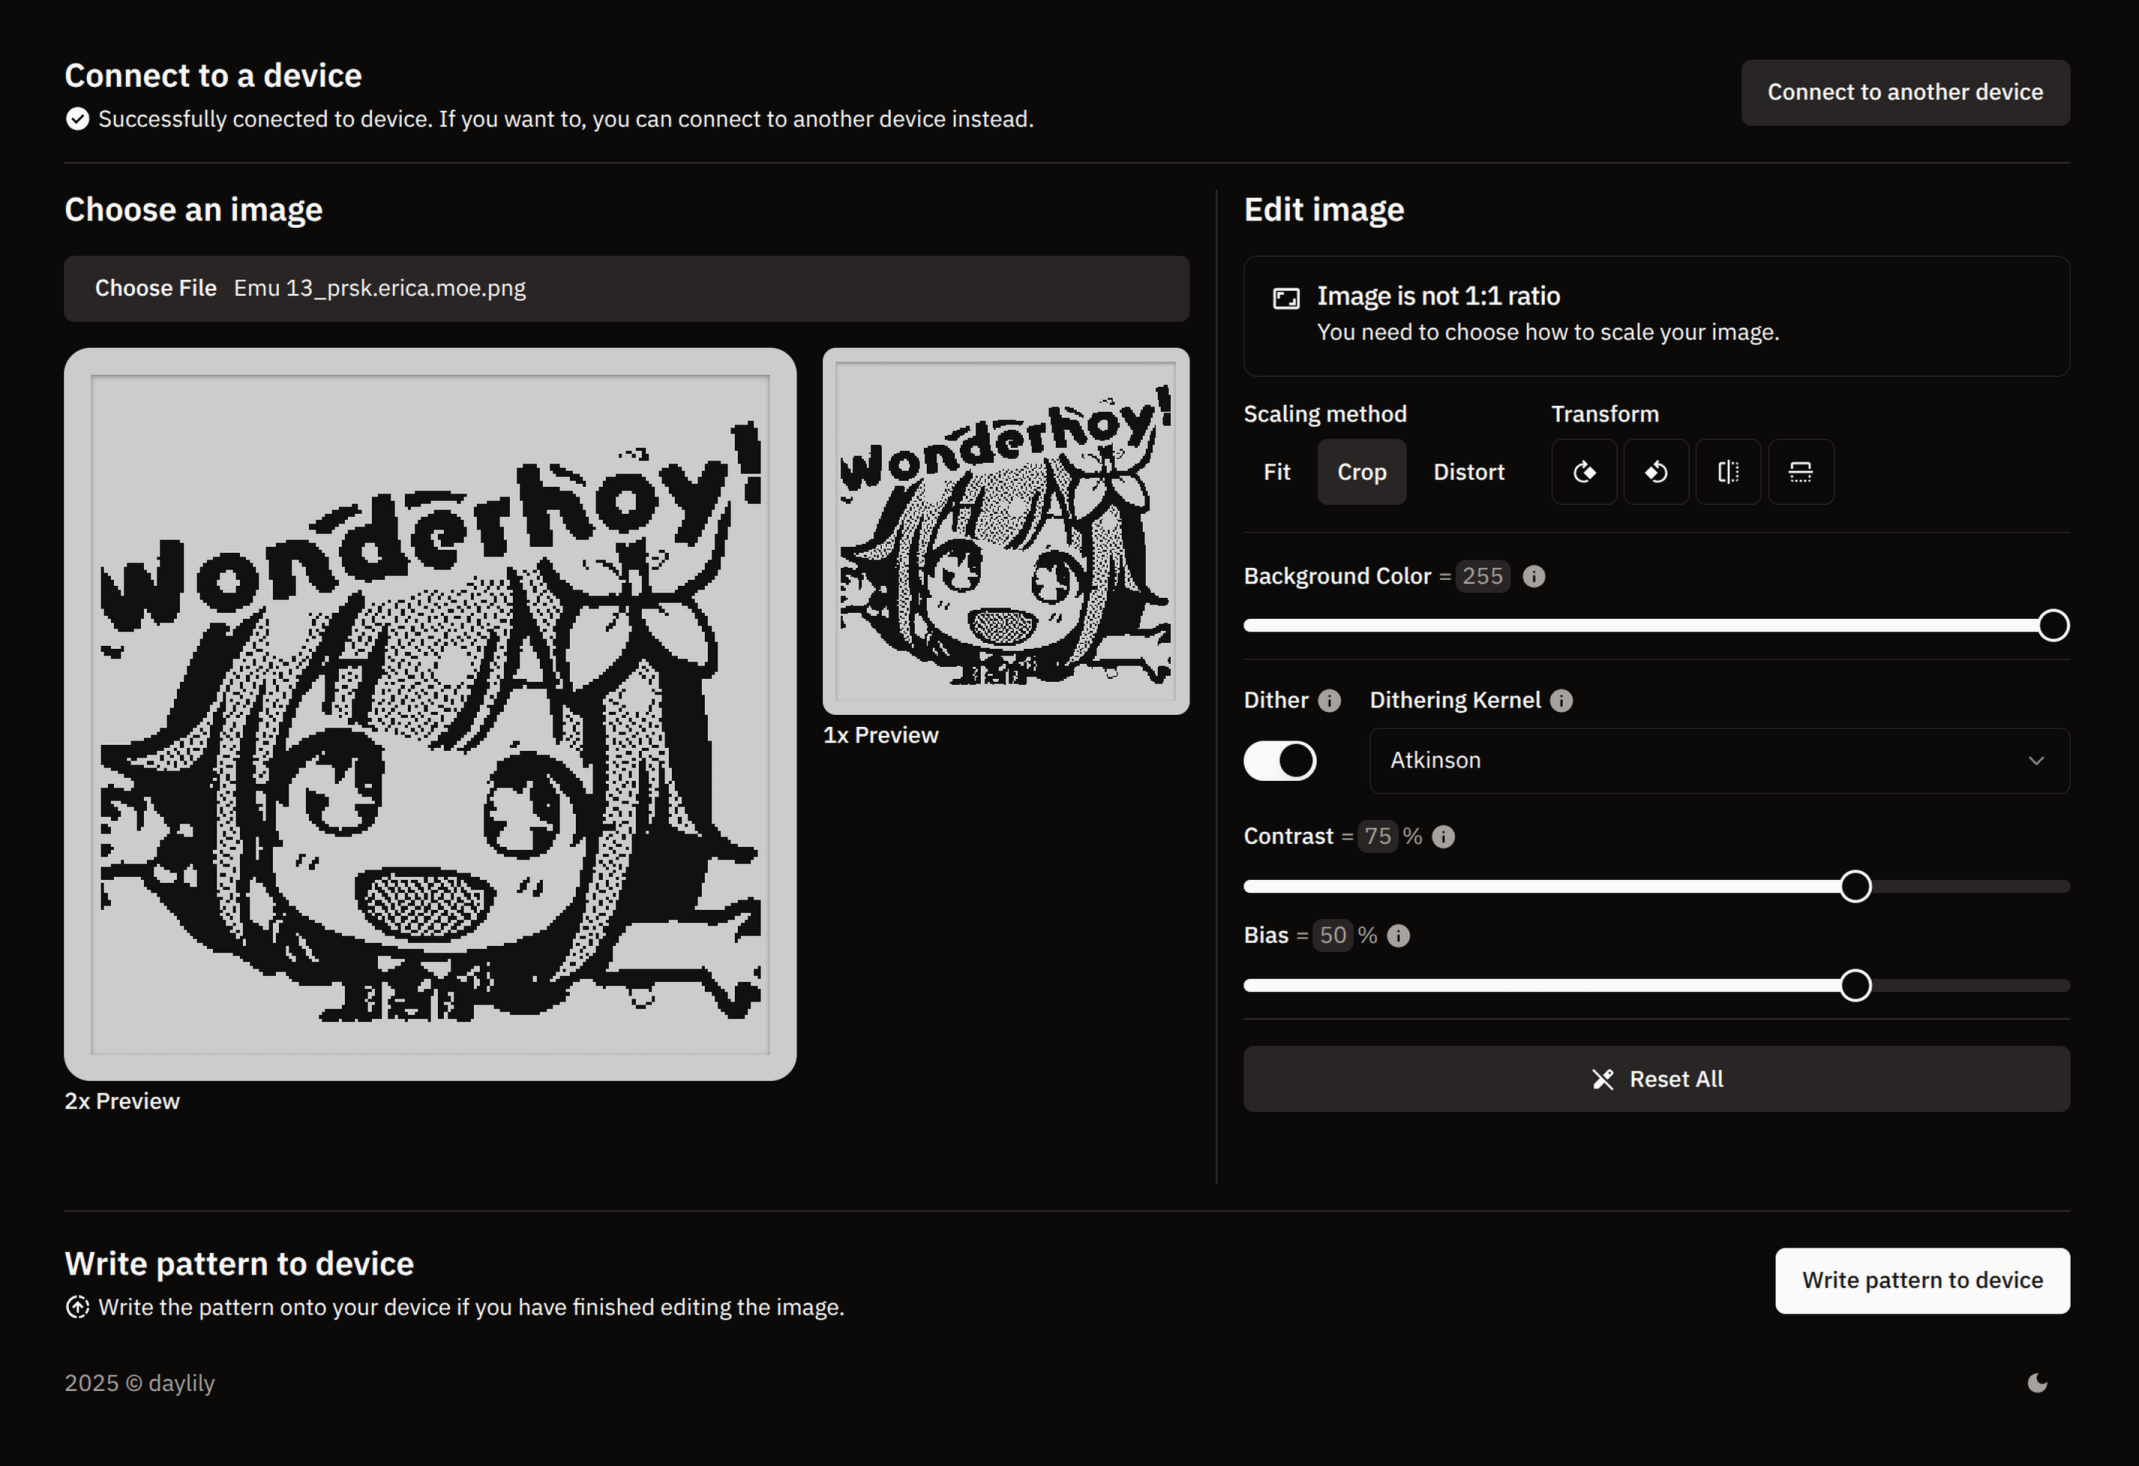 Connect to a device
Successfully conected to device. If you want to, you can connect to another device instead.
Connect to another device
Choose an image
Choose File Emu 13_prsk.erica.moe.png
Wonderhoy!
2x Preview
Wonderhoy!
1x Preview
Edit image
Image is not 1:1 ratio
You need to choose how to scale your image.
Scaling method
Fit Crop Distort
Transform
Background Color = 255
Dither
Dithering Kernel
Atkinson
Contrast = 75 %
Bias = 50 %
Reset All
Write pattern to device
Write the pattern onto your device if you have finished editing the image.
Write pattern to device
2025 © daylily